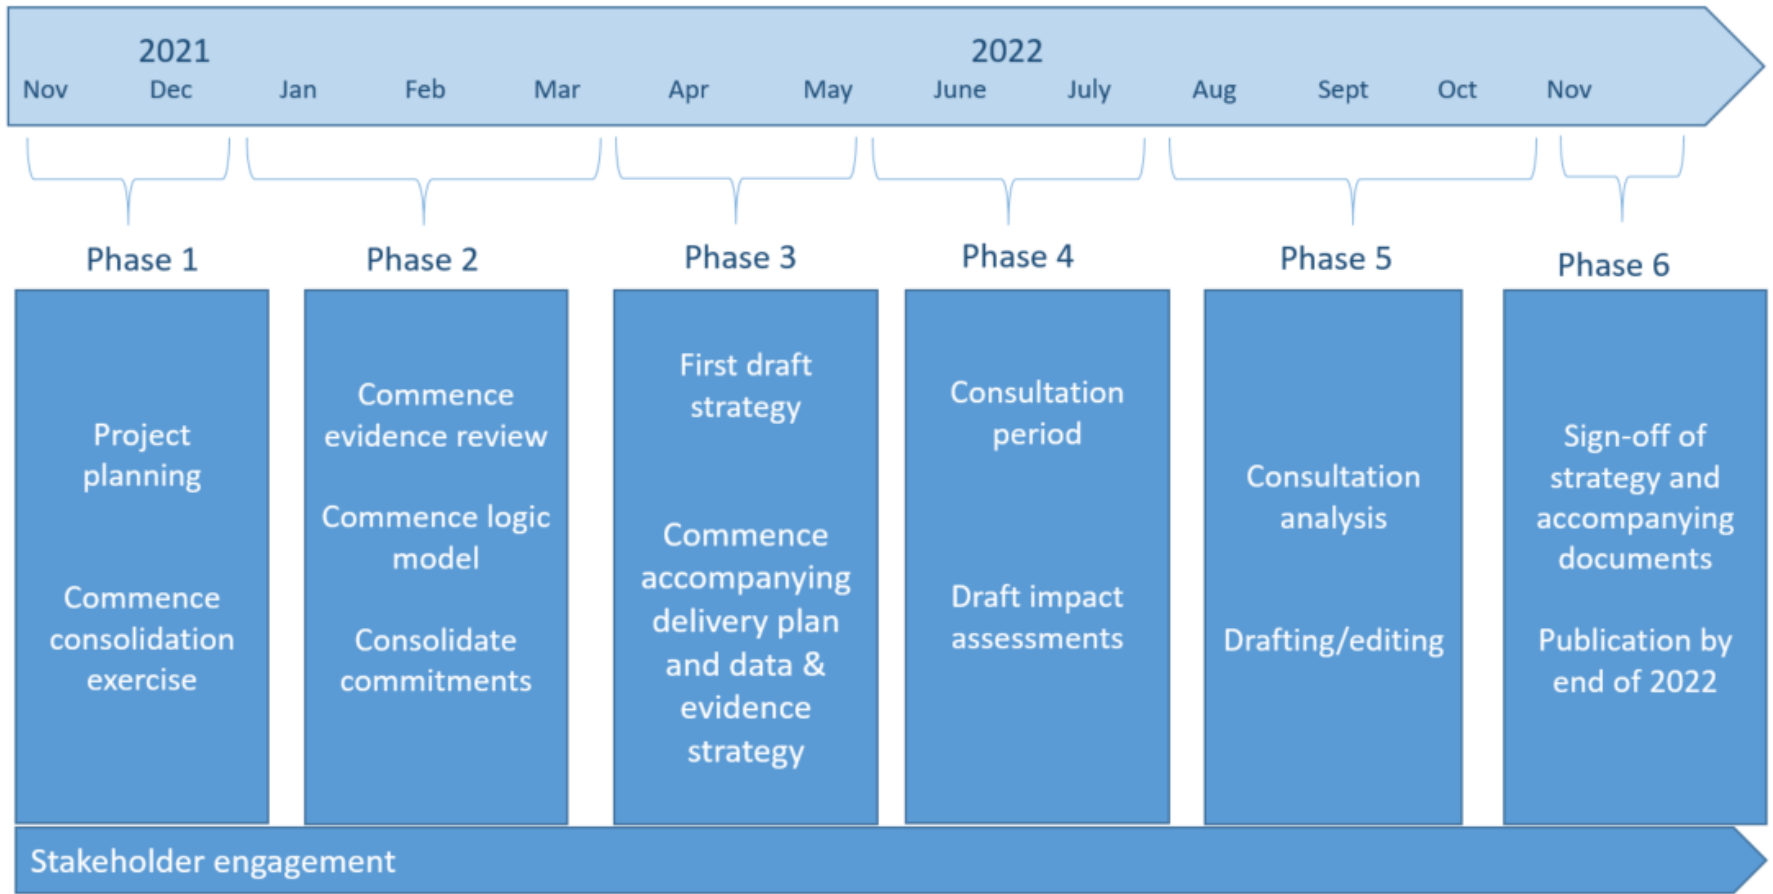 2021
2022
Nov Dec Jan Feb Mar Apr May June July Aug Sept Oct Nov
Phase 1
Project
planning
Commence
consolidation
exercise
Phase 2
Commence
evidence review
Commence logic
model
Consolidate
commitments
Phase 3
First draft
strategy
Commence
accompanying
delivery plan
and data &
evidence
strategy
Phase 4
Consultation
period
Draft impact
assessments
Phase 5
Consultation
analysis
Drafting/editing
Phase 6
Sign-off of
strategy and
accompanying
documents
Publication by
end of 2022
Stakeholder engagement